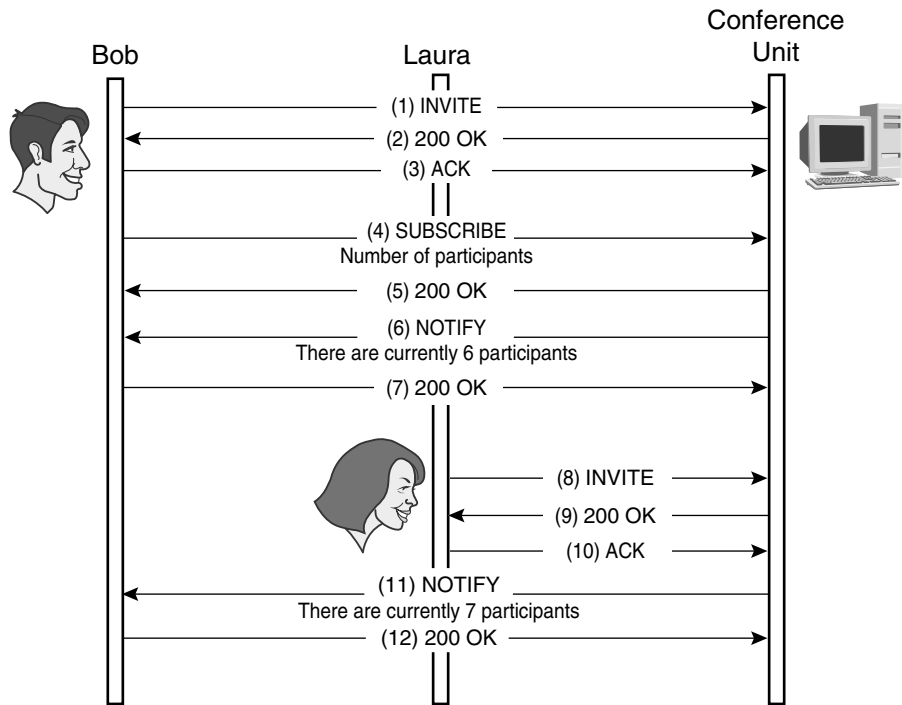 Bob
Laura
Conference
Unit
(1) INVITE
(2) 200 OK
(3) ACK
(4) SUBSCRIBE
Number of participants
(5) 200 OK
(6) NOTIFY
There are currently 6 participants
(7) 200 OK
(8) INVITE
(9) 200 OK
(10) ACK
(11) NOTIFY
There are currently 7 participants
(12) 200 OK